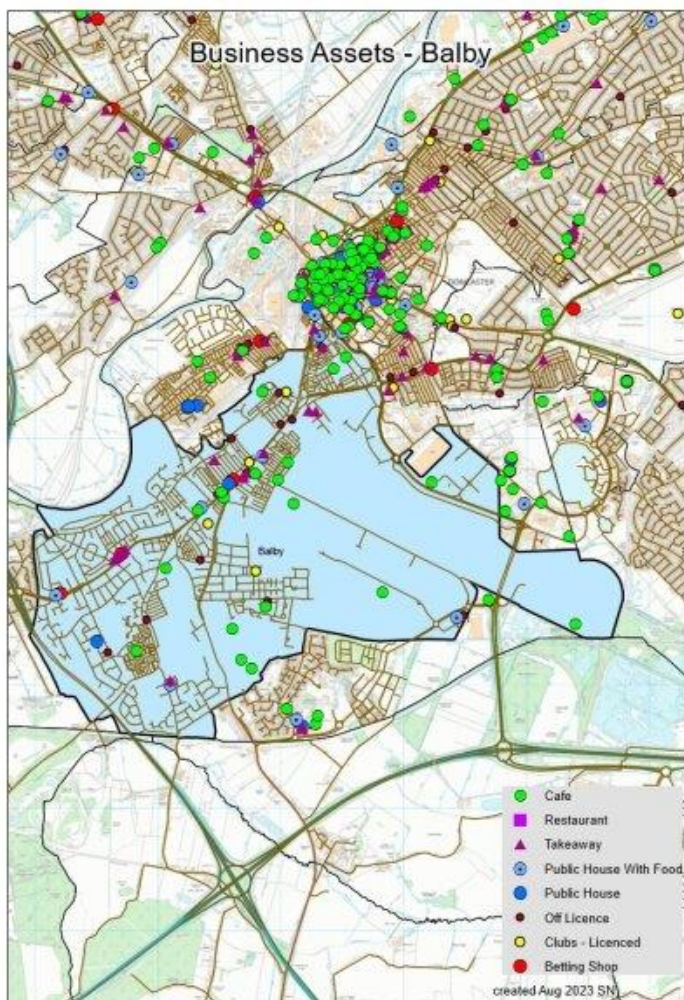 Business Assets - Balby
DONCASTER
Balby
Cafe
Restaurant
Takeaway
Public House With Food
Public House
Off Licence
Clubs - Licenced
Betting Shop
created Aug 2023 SN